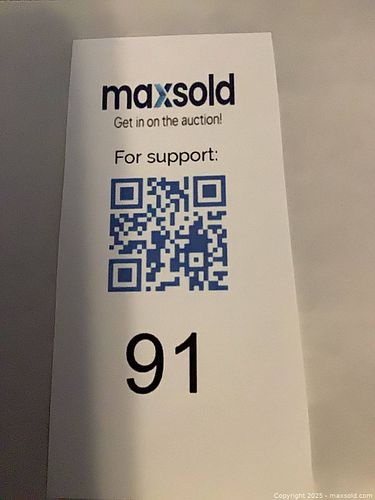 maxsold
Get in on the auction!
For support:
91
Copyright 2025 - maxsold.com